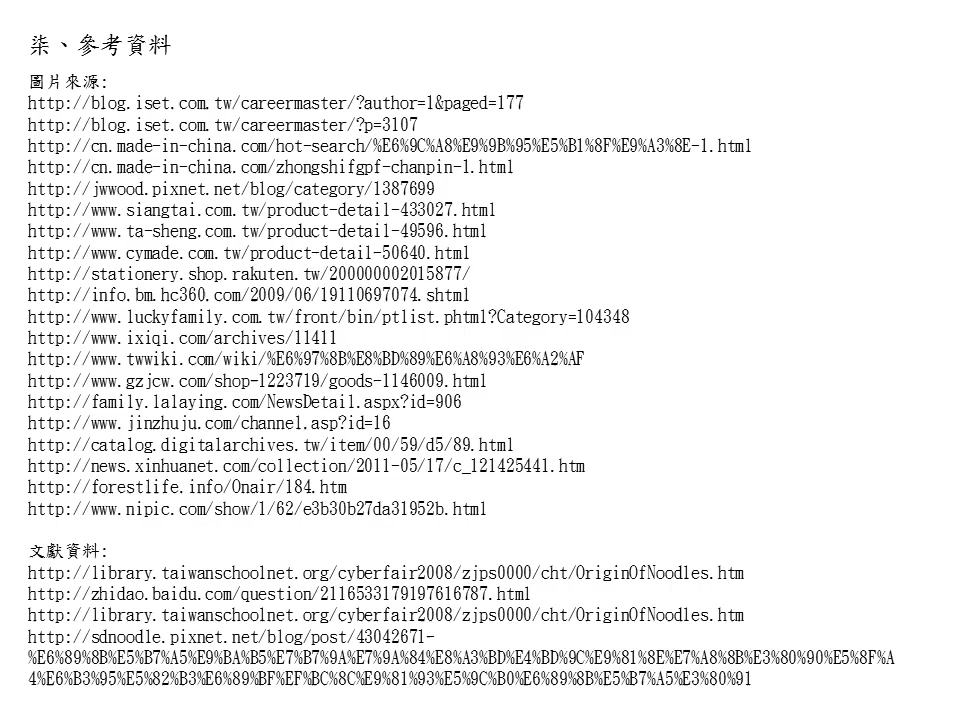 柒、參考資料
圖片來源:
http://blog.iset.com.tw/careermaster/?author=1&paged=177
http://blog.iset.com.tw/careermaster/?p=3107
http://cn.made-in-china.com/hot-search/%E6%9C%A8%E9%9B%95%E5%B1%8F%E9%A3%8E-1.html
http://cn.made-in-china.com/zhongshifgpf-chanpin-1.html
http://jwwood.pixnet.net/blog/category/1387699
http://www.siangtai.com.tw/product-detail-433027.html
http://www.ta-sheng.com.tw/product-detail-49596.html
http://www.cymade.com.tw/product-detail-50640.html
http://stationery.shop.rakuten.tw/200000002015877/
http://info.bm.hc360.com/2009/06/19110697074.shtml
http://www.luckyfamily.com.tw/front/bin/ptlist.phtml?Category=104348
http://www.ixiqi.com/archives/11411
http://www.twwiki.com/wiki/%E6%97%8B%E8%BD%89%E6%A8%93%E6%A2%AF
http://www.gzjcw.com/shop-1223719/goods-1146009.html
http://family.lalaying.com/NewsDetail.aspx?id=906
http://www.jinzhuju.com/channel.asp?id=16
http://catalog.digitalarchives.tw/item/00/59/d5/89.html
http://news.xinhuanet.com/collection/2011-05/17/c_121425441.htm
http://forestlife.info/Onair/184.htm
http://www.nipic.com/show/1/62/e3b30b27da31952b.html
文獻資料:
http://library.taiwanschoolnet.org/cyberfair2008/zjps0000/cht/OriginOfNoodles.htm
http://zhidao.baidu.com/question/2116533179197616787.html
http://library.taiwanschoolnet.org/cyberfair2008/zjps0000/cht/OriginOfNoodles.htm
http://sdnoodle.pixnet.net/blog/post/43042671-
%E6%89%8B%E5%B7%A5%E9%BA%B5%E7%B7%9A%E7%9A%84%E8%A3%BD%E4%BD%9C%E9%81%8E%E7%A8%8B%E3%80%90%E5%8F%A
4%E6%B3%95%E5%82%B3%E6%89%BF%EF%BC%8C%E9%81%93%E5%9C%B0%E6%89%8B%E5%B7%A5%E3%80%91